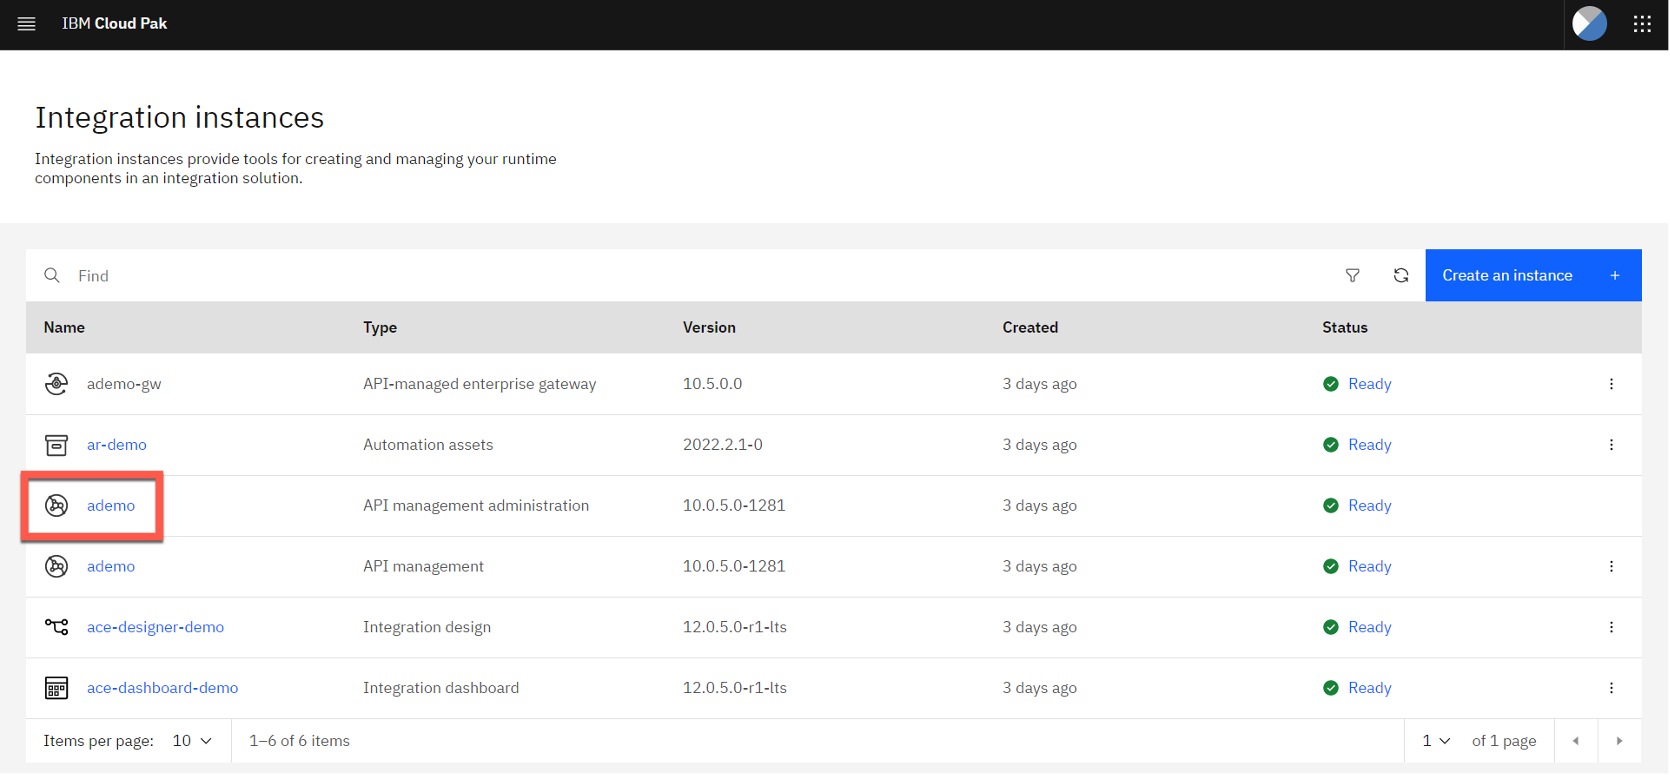 IBM Cloud Pak
Integration instances
Integration instances provide tools for creating and managing your runtime
components in an integration solution.
Find
Create an instance +
Name Type Version Created Status
ademo-gw API-managed enterprise gateway 10.5.0.0 3 days ago Ready
ar-demo Automation assets 2022.2.1-0 3 days ago Ready
ademo API management administration 10.0.5.0-1281 3 days ago Ready
ademo API management 10.0.5.0-1281 3 days ago Ready
ace-designer-demo Integration design 12.0.5.0-r1-lts 3 days ago Ready
ace-dashboard-demo Integration dashboard 12.0.5.0-r1-lts 3 days ago Ready
Items per page: 10 1–6 of 6 items 1 of 1 page